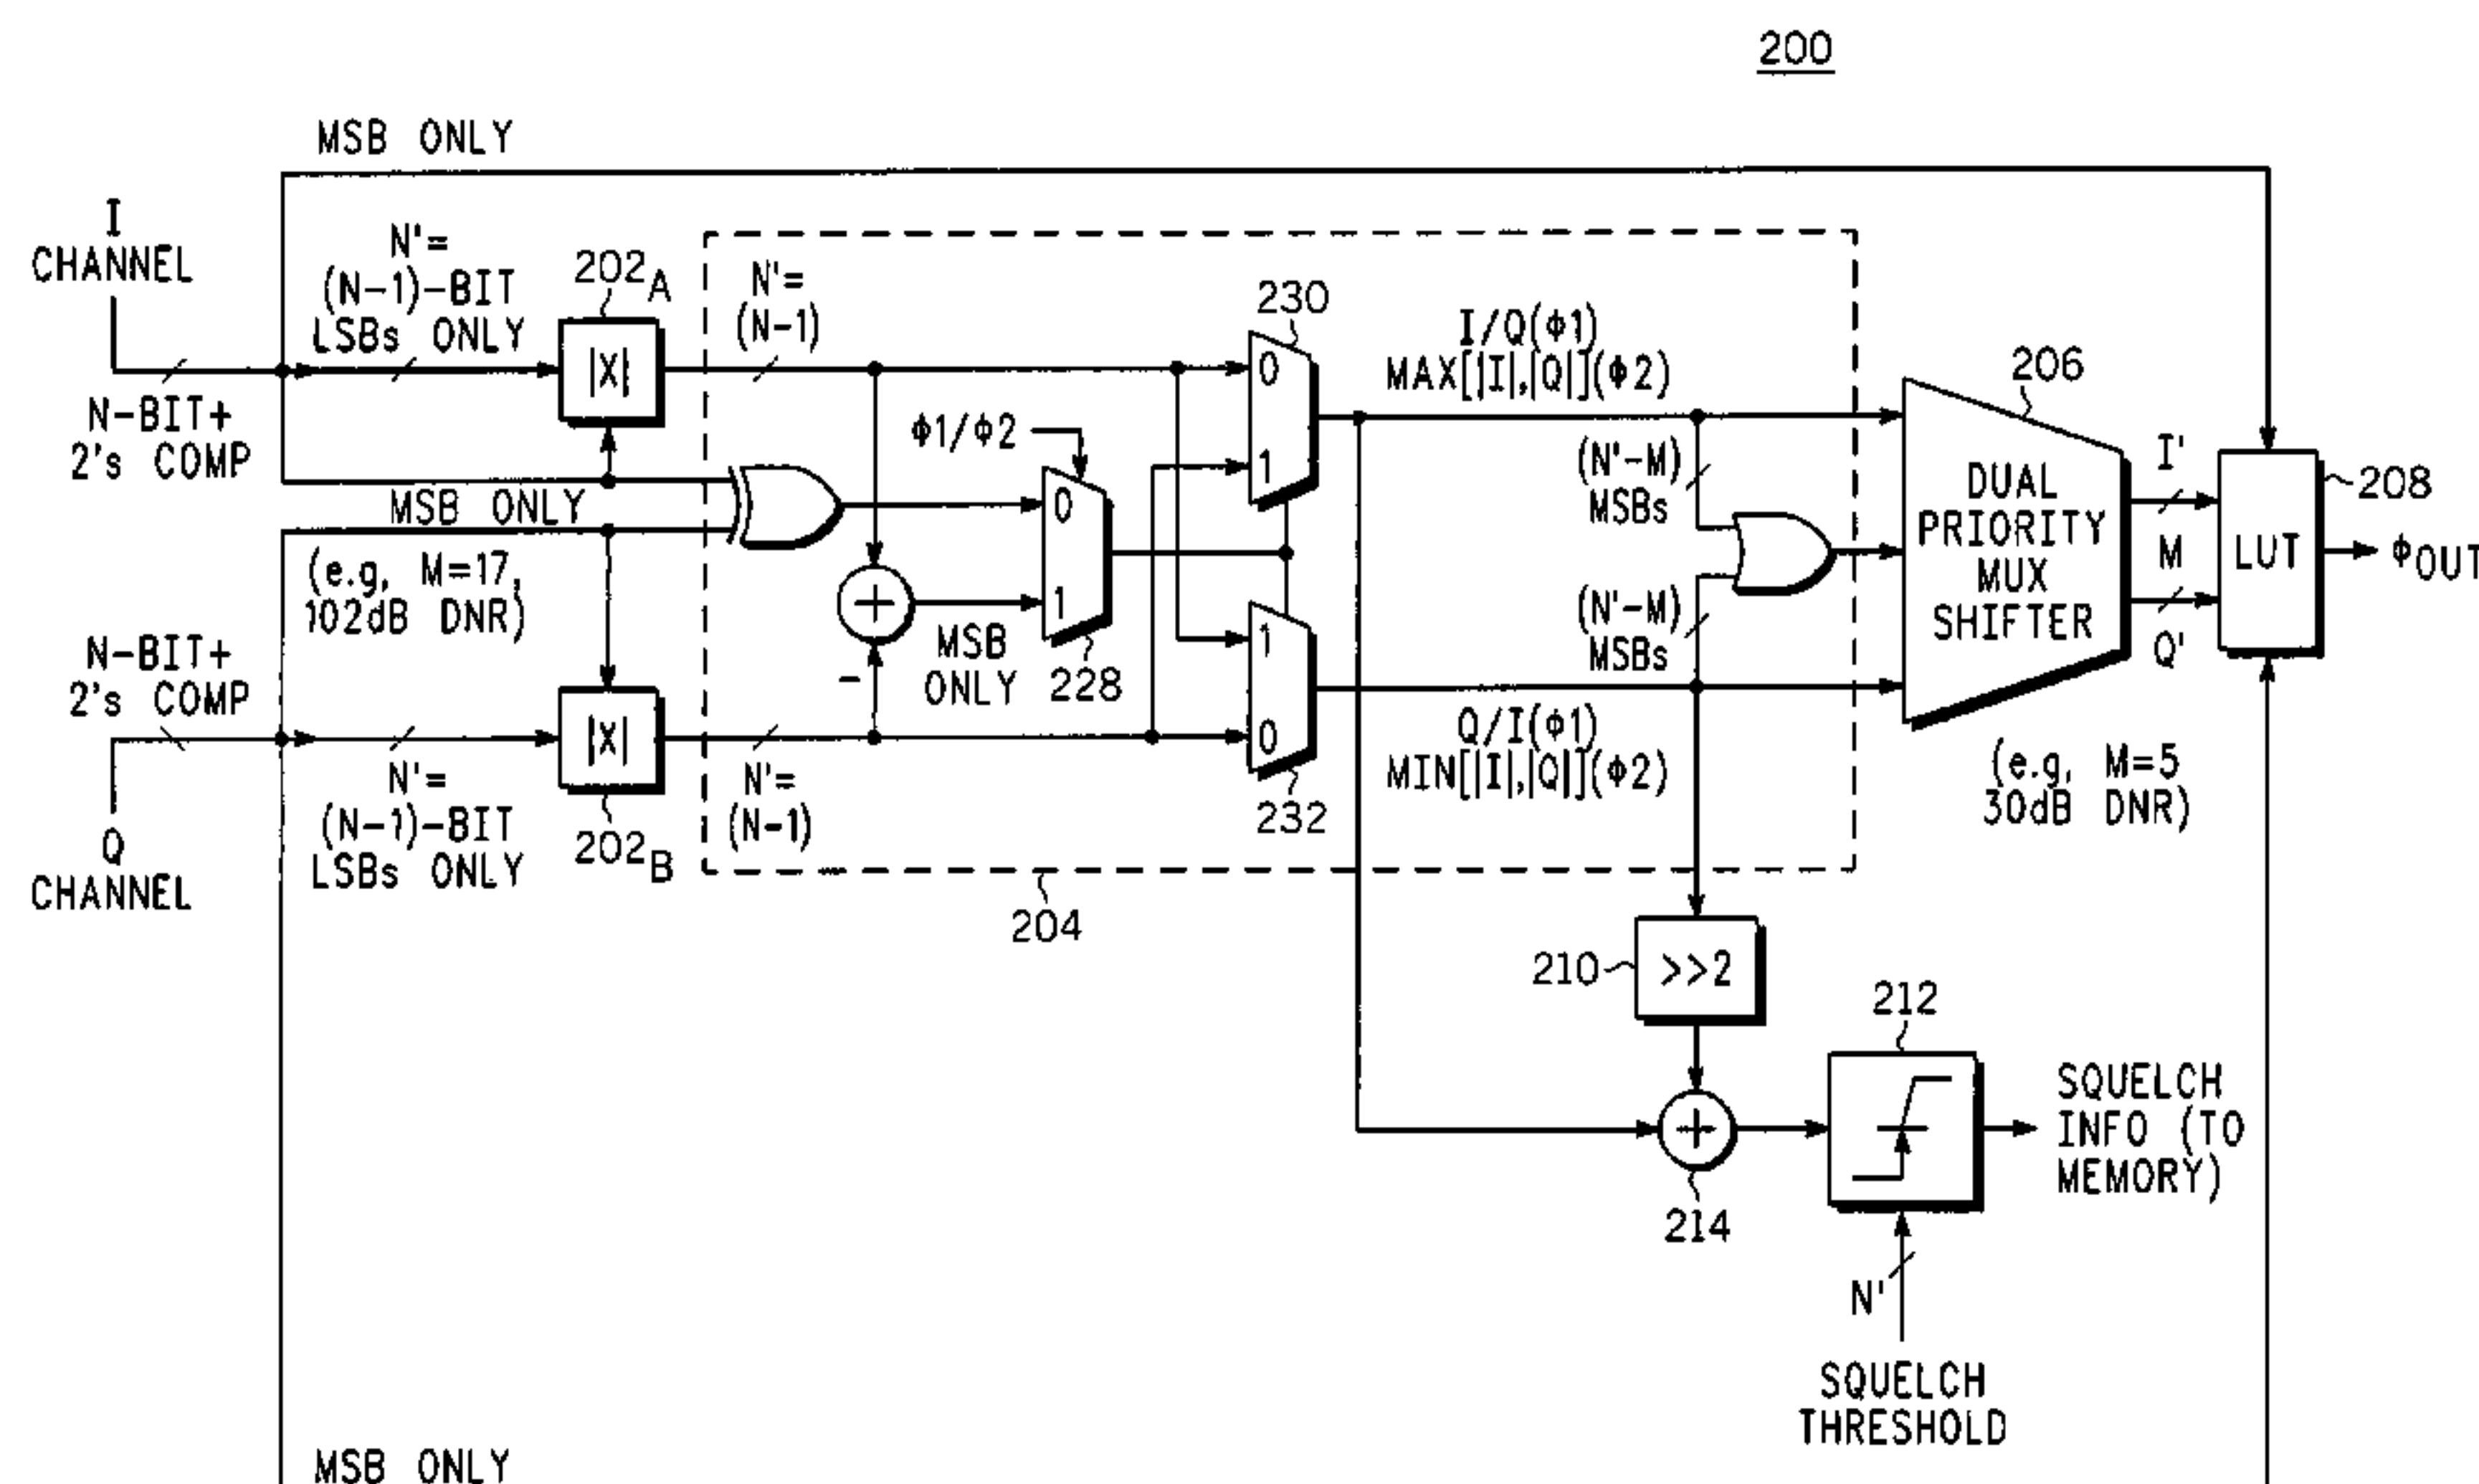 200
MSB ONLY
I
CHANNEL
N'=
(N-1)-BIT
LSBs ONLY
202A
N'=
(N-1)
230
I/Q(ϕ1)
MAX[|I|,|Q|](ϕ2)
206
|X|
0
N-BIT+
2's COMP
ϕ1/ϕ2
1
(N'-M)
MSBs
DUAL
PRIORITY
MUX
SHIFTER
I'
M
Q'
208
LUT
ϕOUT
MSB ONLY
0
(e.g, M=17,
102dB DNR)
+
1
MSB
ONLY
228
-
1
(N'-M)
MSBs
N-BIT+
2's COMP
|X|
0
Q/I(ϕ1)
MIN[|I|,|Q|](ϕ2)
(e.g, M=5
30dB DNR)
Q
CHANNEL
N'=
(N-1)-BIT
LSBs ONLY
202B
N'=
(N-1)
232
204
210
>>2
212
+
214
SQUELCH
INFO (TO
MEMORY)
N'
SQUELCH
THRESHOLD
MSB ONLY